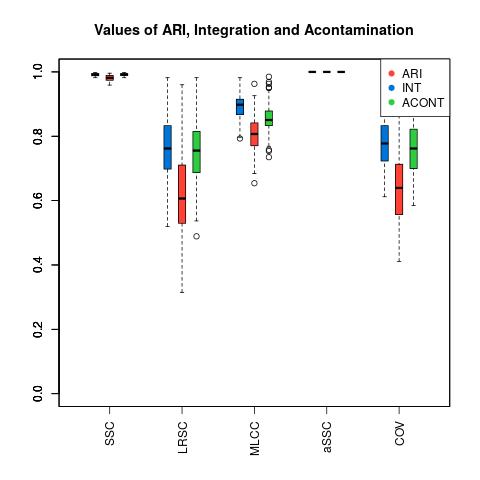 Values of ARI, Integration and Acontamination
ARI
INT
ACONT
1.0
0.8
0.6
0.4
0.2
0.0
SSC
LRSC
MLCC
aSSC
COV